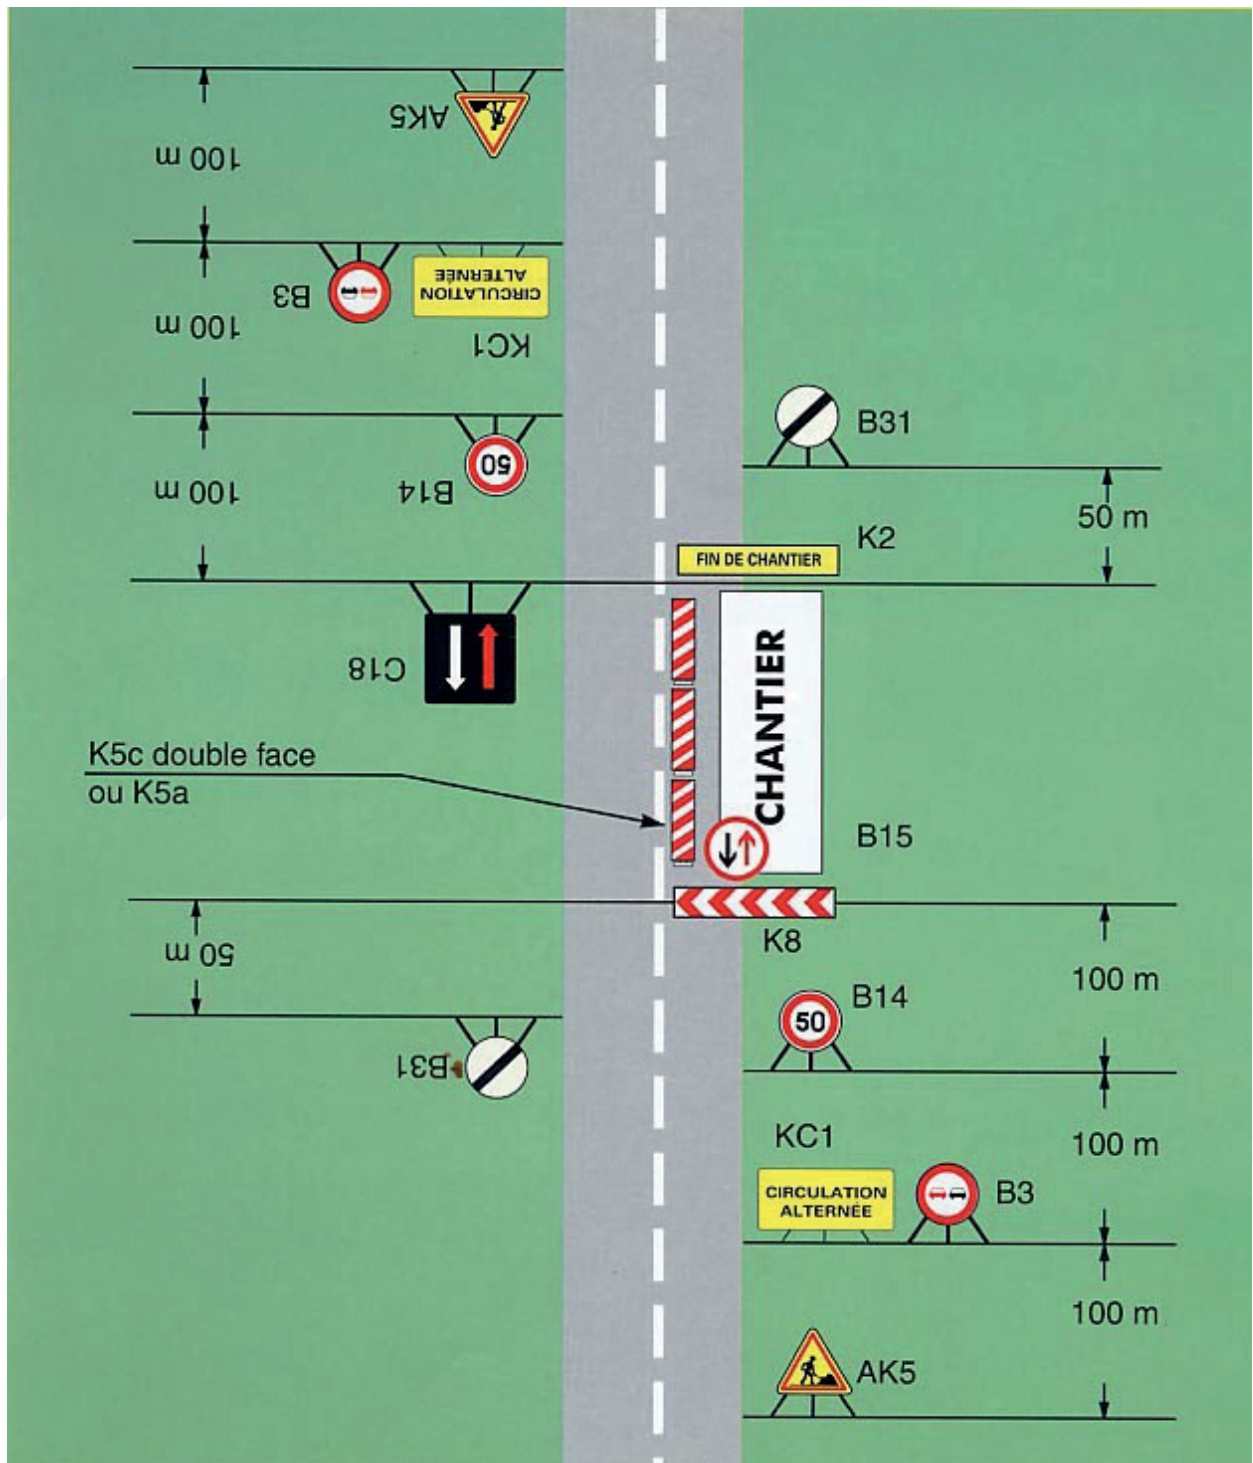 AK5
100 m
B3
CIRCULATION
ALTERNÉE
KC1
100 m
B31
50
B14
100 m
50 m
K2
FIN DE CHANTIER
C18
CHANTIER
K5c double face
ou K5a
B15
K8
50 m
100 m
B14
50
B31
KC1
100 m
CIRCULATION
ALTERNÉE
B3
100 m
AK5